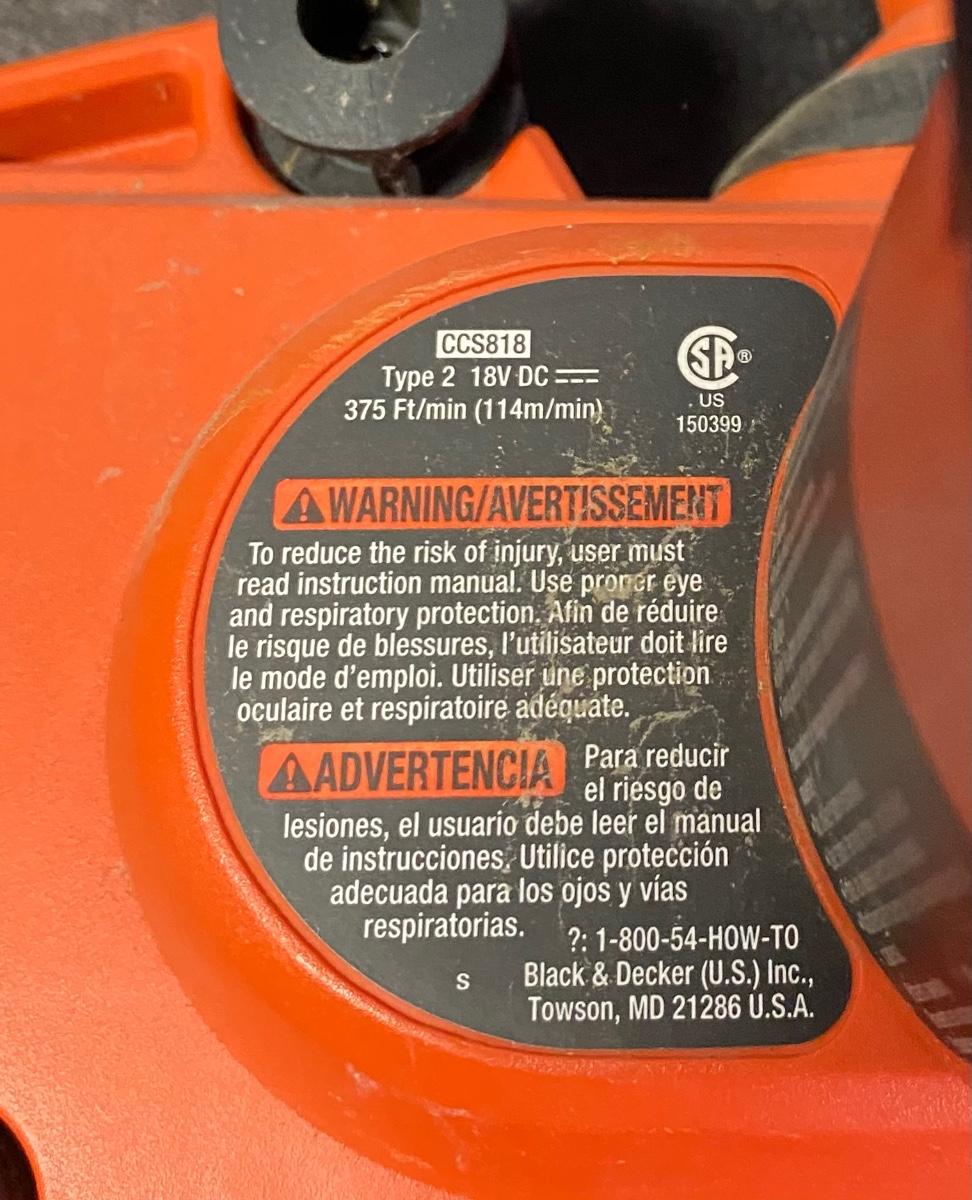 CCS818
Type 2 18V DC
375 Ft/min (114m/min)
SA ®
US
150399
WARNING/AVERTISSEMENT
To reduce the risk of injury, user must
read instruction manual. Use proper eye
and respiratory protection. Afin de réduire
le risque de blessures, l'utilisateur doit lire
le mode d'emploi. Utiliser une protection
oculaire et respiratoire adéquate.
ADVERTENCIA Para reducir
el riesgo de
lesiones, el usuario debe leer el manual
de instrucciones. Utilice protección
adecuada para los ojos y vías
respiratorias.
?: 1-800-54-HOW-TO
S Black & Decker (U.S.) Inc.,
Towson, MD 21286 U.S.A.